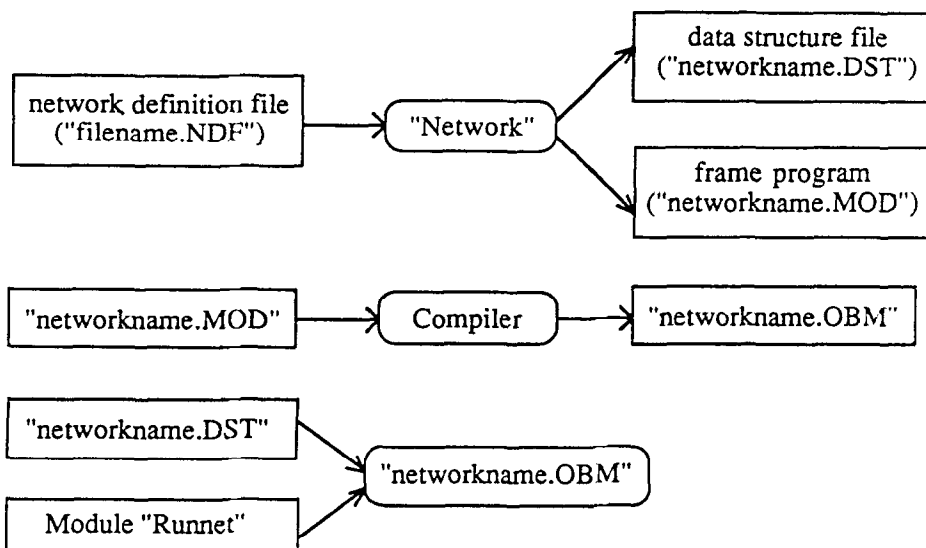 data structure file
("networkname.DST")
network definition file
("filename.NDF")
"Network"
frame program
("networkname.MOD")
"networkname.MOD"
Compiler
"networkname.OBM"
"networkname.DST"
"networkname.OBM"
Module "Runnet"